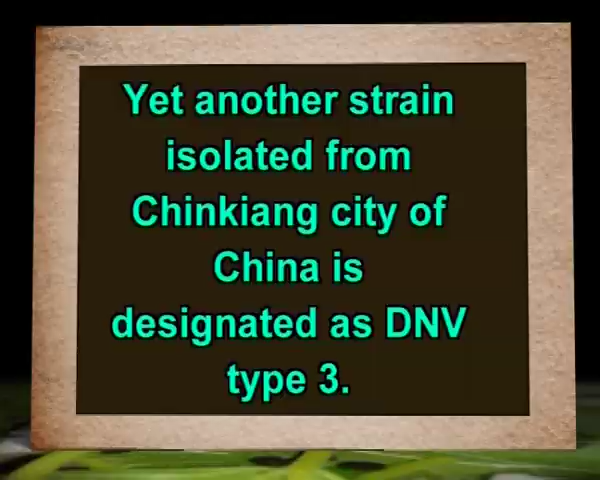 Yet another strain
isolated from
Chinkiang city of
China is
designated as DNV
type 3.